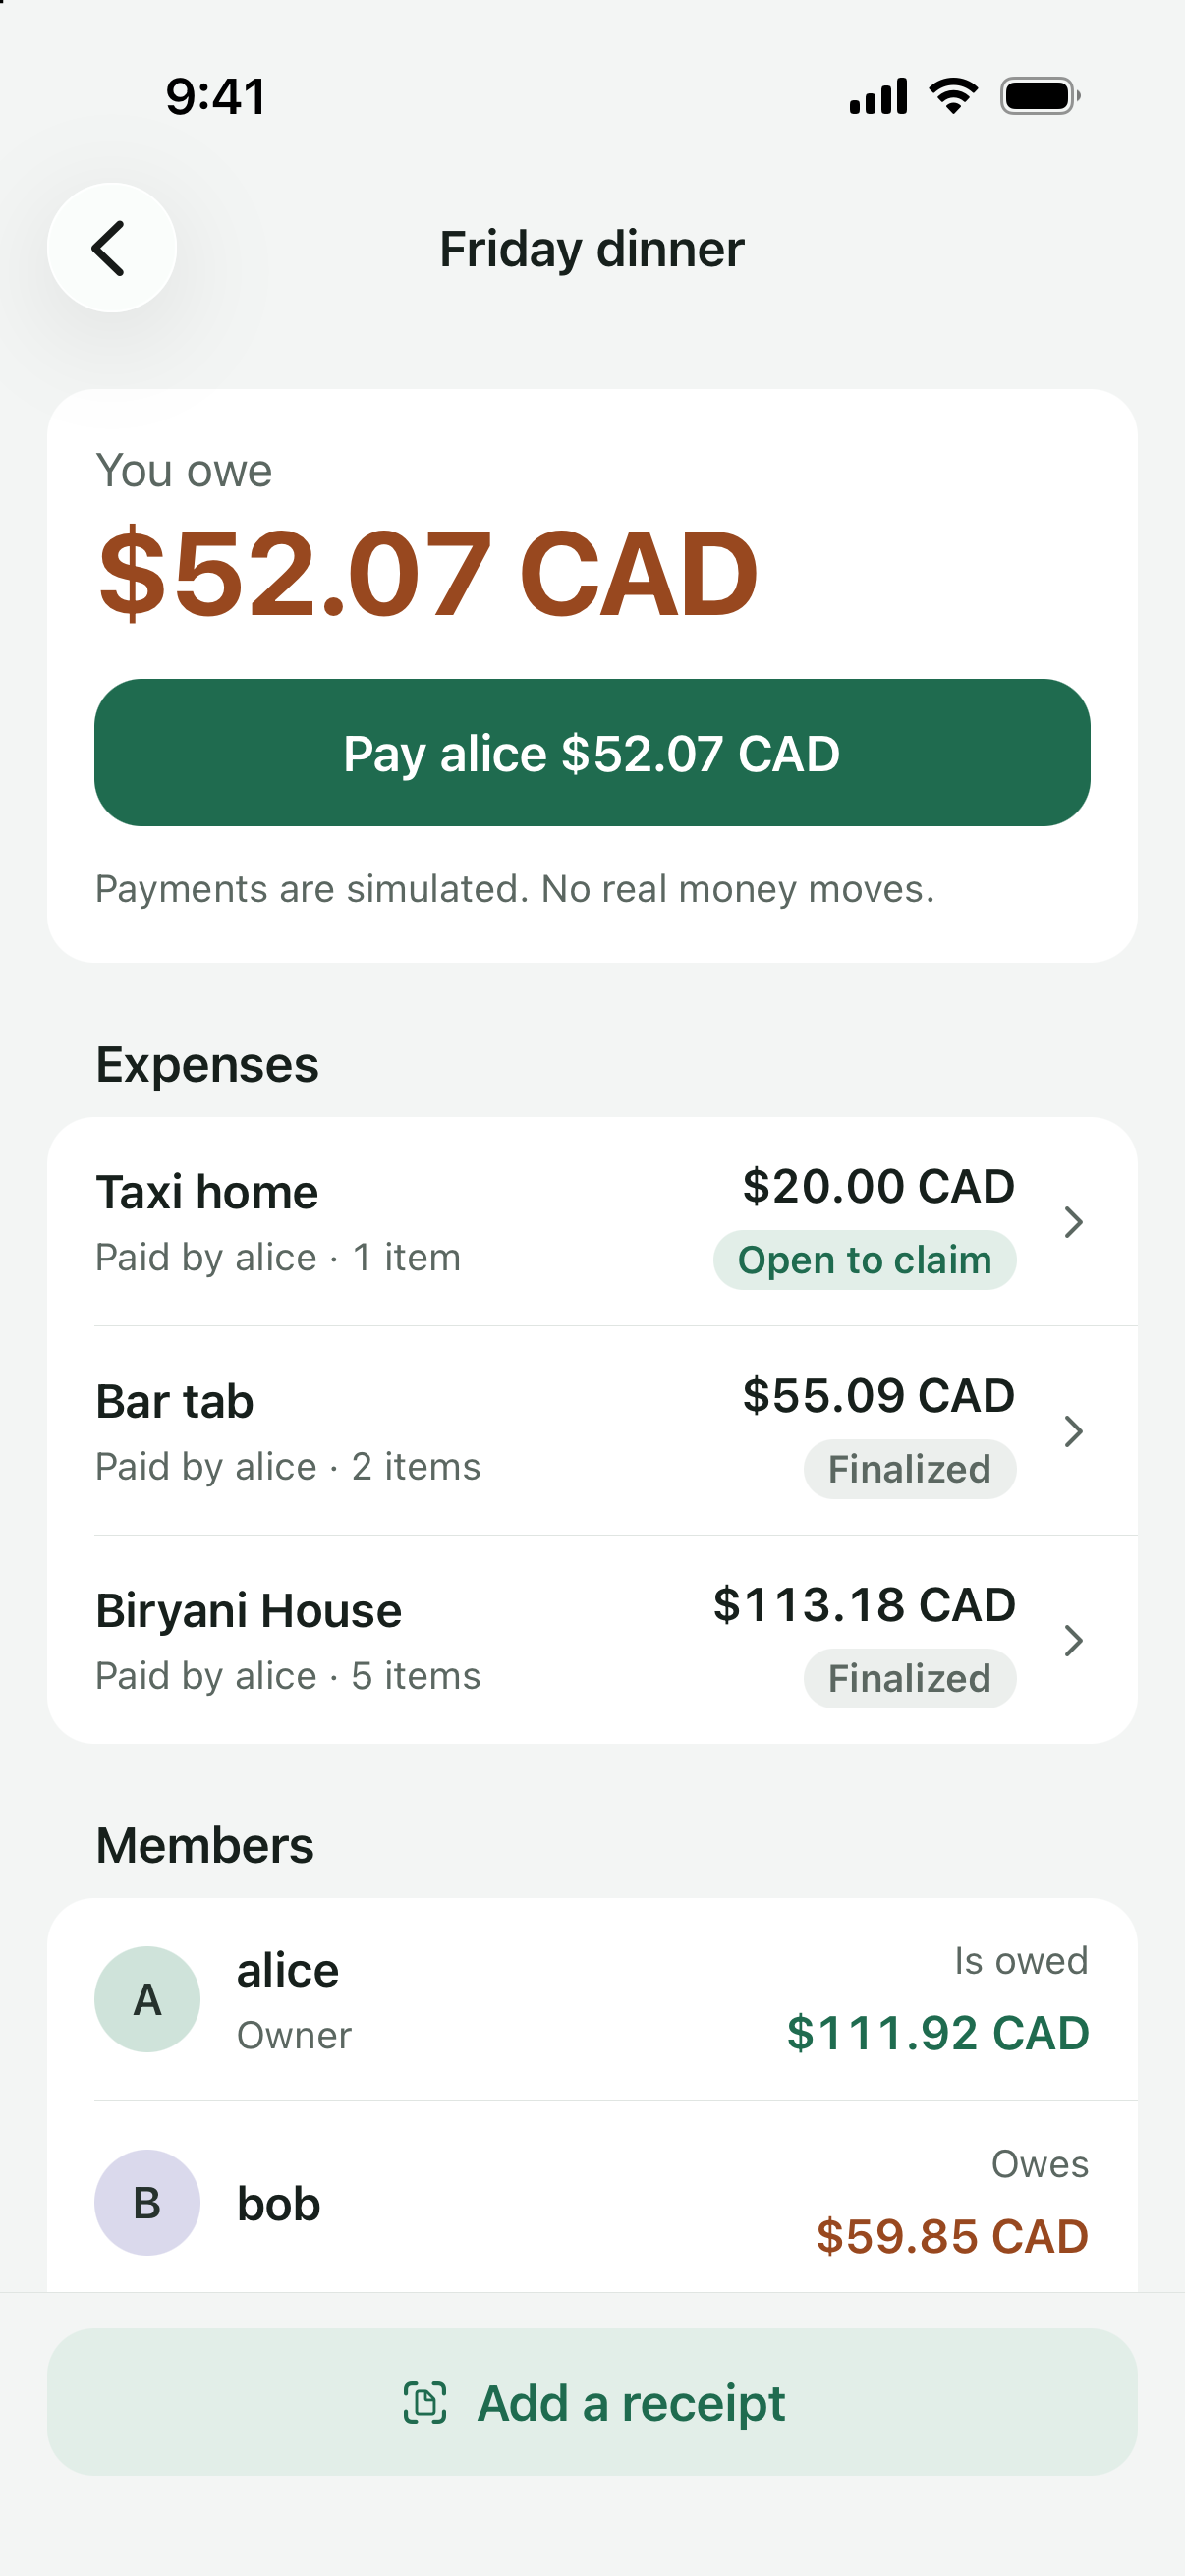 9:41
Friday dinner
You owe
$52.07 CAD
Pay alice $52.07 CAD
Payments are simulated. No real money moves.
Expenses
Taxi home
$20.00 CAD
Paid by alice · 1 item
Open to claim
Bar tab
$55.09 CAD
Paid by alice · 2 items
Finalized
Biryani House
$113.18 CAD
Paid by alice · 5 items
Finalized
Members
A
alice
Owner
Is owed
$111.92 CAD
B
bob
Owes
$59.85 CAD
Add a receipt